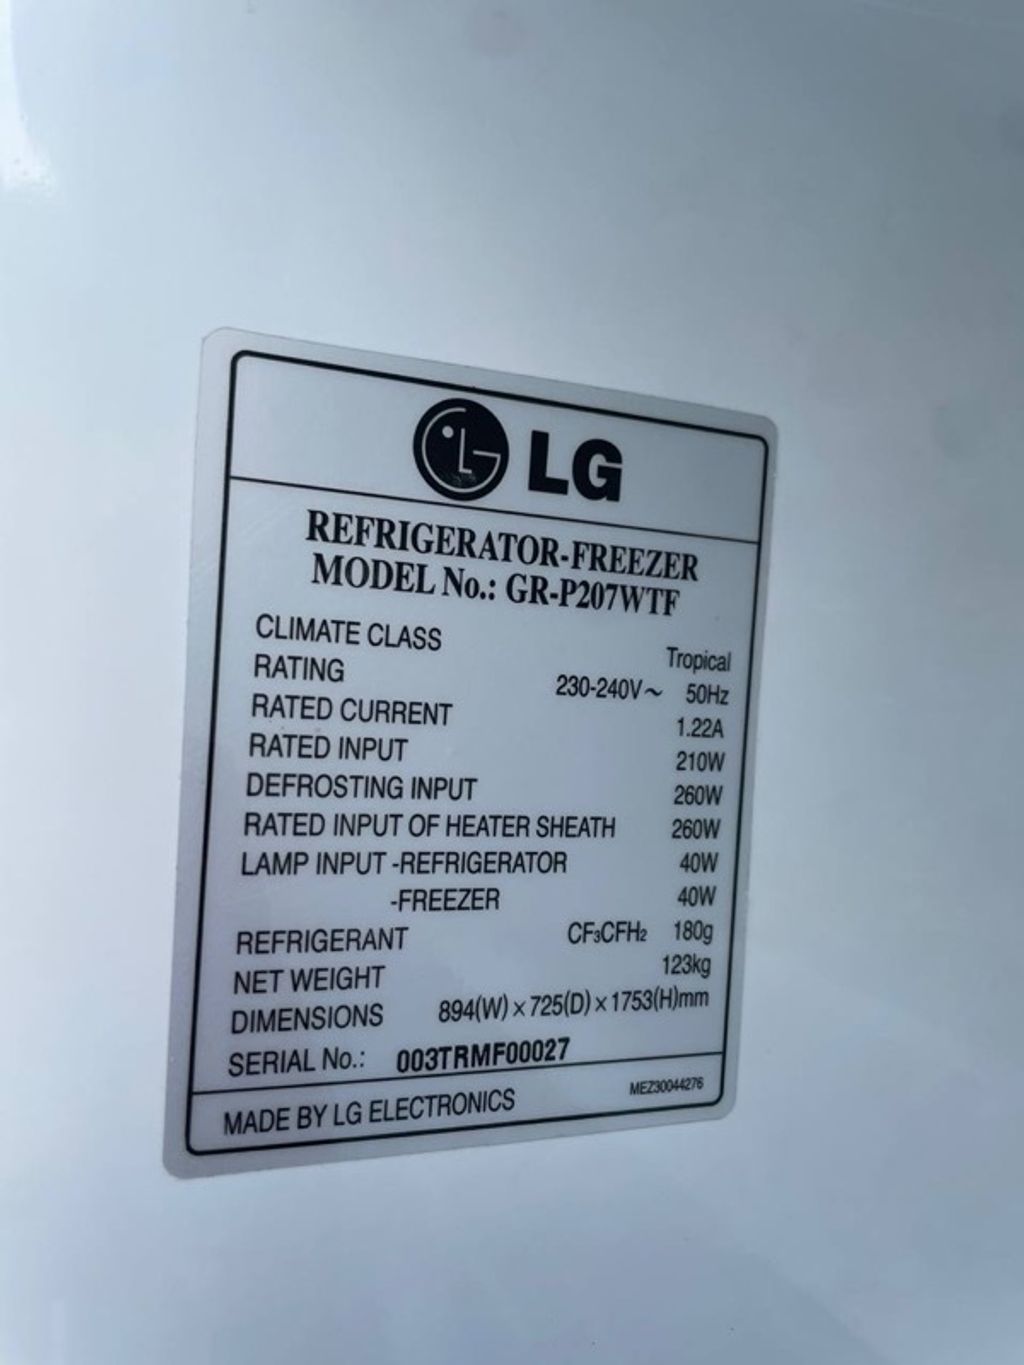 LG
REFRIGERATOR-FREEZER
MODEL No.: GR-P207WTF
CLIMATE CLASS Tropical
RATING 230-240V~ 50Hz
RATED CURRENT 1.22A
RATED INPUT 210W
DEFROSTING INPUT 260W
RATED INPUT OF HEATER SHEATH 260W
LAMP INPUT -REFRIGERATOR 40W
-FREEZER 40W
REFRIGERANT CF₃CFH₂ 180g
NET WEIGHT 123kg
DIMENSIONS 894(W)×725(D)×1753(H)mm
SERIAL No.: 003TRMF00027
MADE BY LG ELECTRONICS MEZ30044276